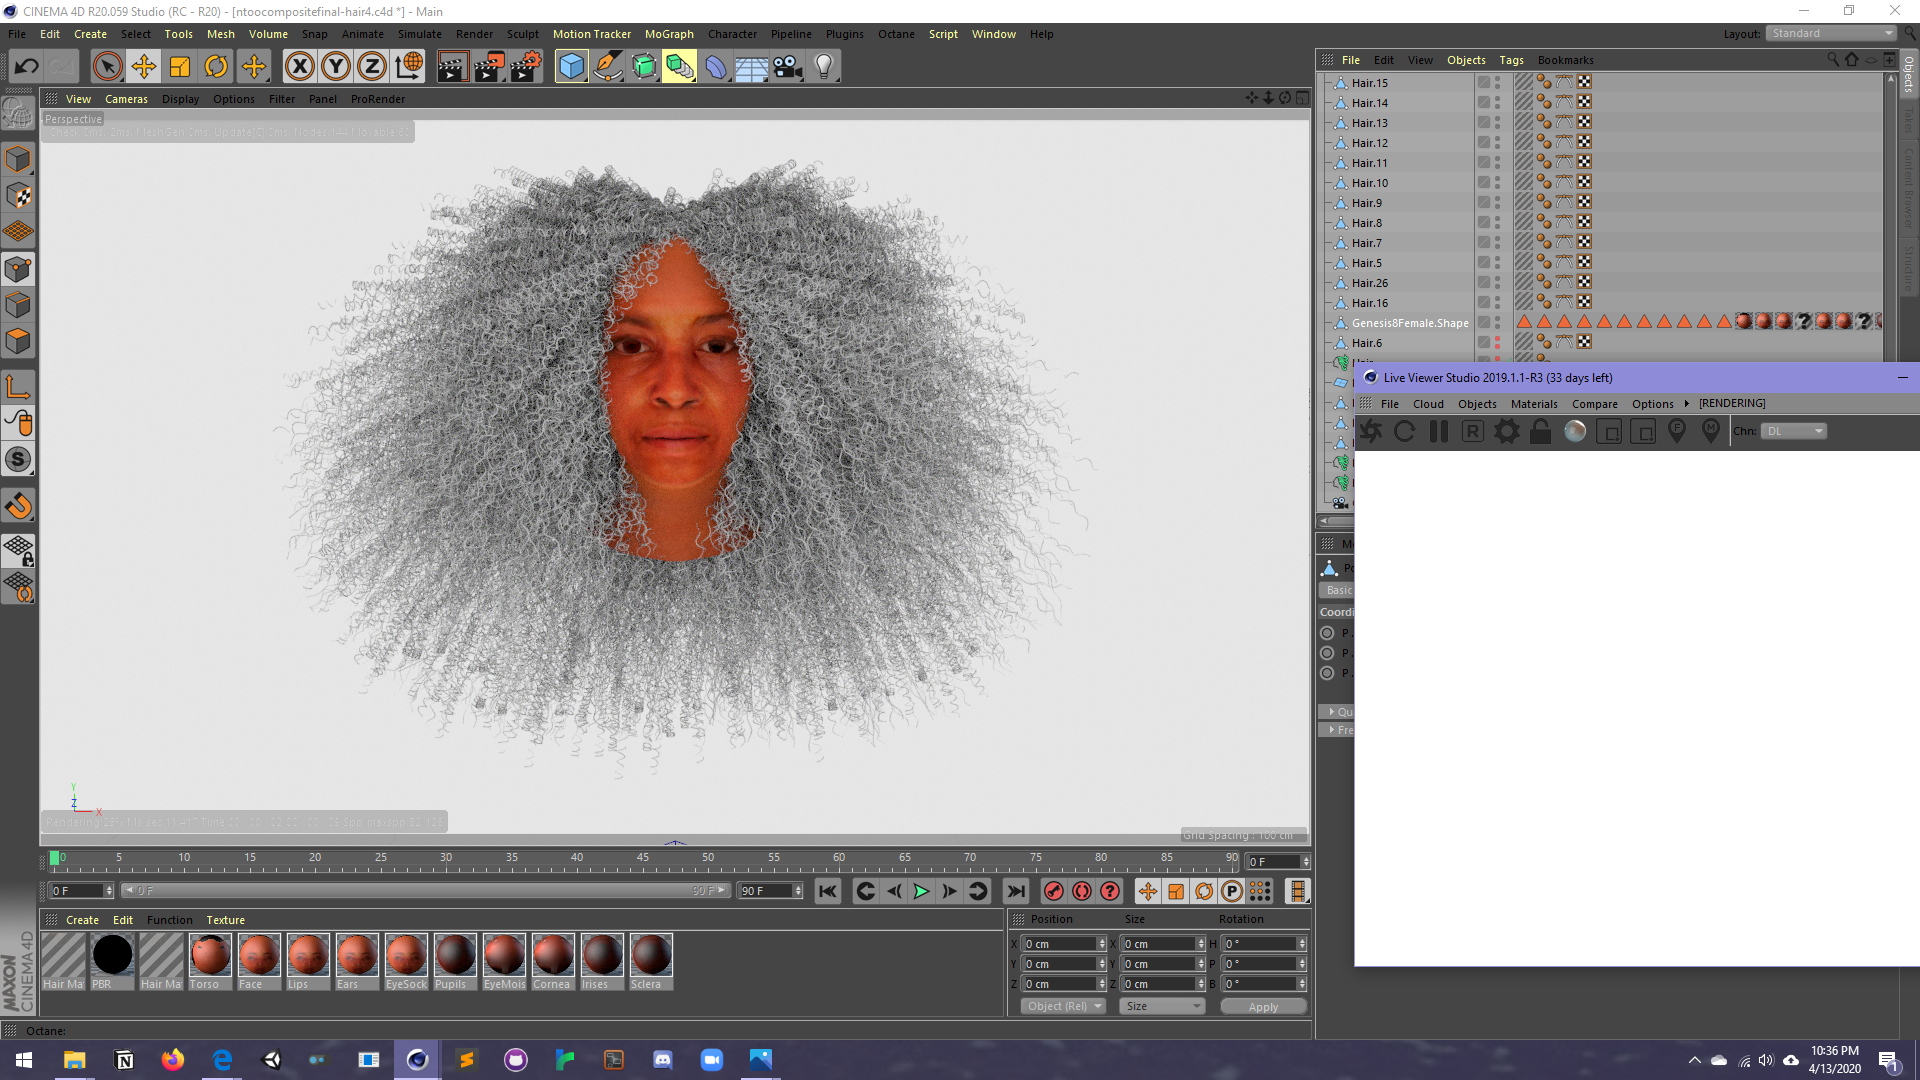 CINEMA 4D R20.059 Studio (RC - R20) - [ntoocompositefinal-hair4.c4d *] - Main
File Edit Create Select Tools Mesh Volume Snap Animate Simulate Render Sculpt Motion Tracker MoGraph Character Pipeline Plugins Octane Script Window Help
Layout: Standard
View Cameras Display Options Filter Panel ProRender
Perspective
File Edit View Objects Tags Bookmarks
Hair.15
Hair.14
Hair.13
Hair.12
Hair.11
Hair.10
Hair.9
Hair.8
Hair.7
Hair.5
Hair.26
Hair.16
Genesis8Female.Shape
Hair.6
Objects
Takes
Content Browser
Structure
Live Viewer Studio 2019.1.1-R3 (33 days left)
File Cloud Objects Materials Compare Options [RENDERING]
Chn: DL
Basic
Coordi
Qu
Fre
Grid Spacing : 100 cm
0 5 10 15 20 25 30 35 40 45 50 55 60 65 70 75 80 85 90
0 F
0 F 0 F 90 F 90 F
Create Edit Function Texture
Hair Ma PBR Hair Ma Torso Face Lips Ears EyeSock Pupils EyeMois Cornea Irises Sclera
Position Size Rotation
X 0 cm X 0 cm H 0 °
Y 0 cm Y 0 cm P 0 °
Z 0 cm Z 0 cm B 0 °
Object (Rel) Size Apply
MAXON CINEMA 4D
Octane:
10:36 PM
4/13/2020